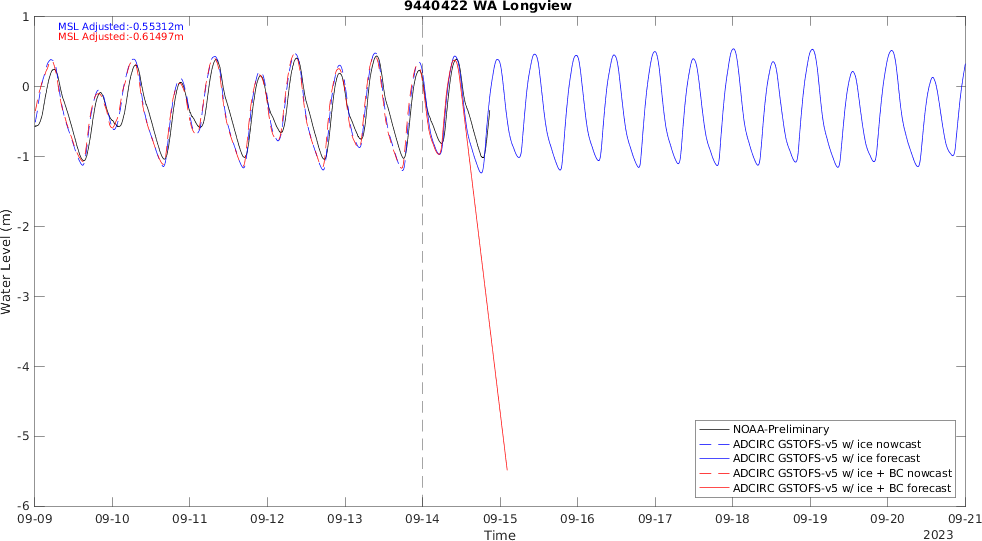 9440422 WA Longview
MSL Adjusted:-0.55312m
MSL Adjusted:-0.61497m
1
0
-1
-2
-3
-4
-5
-6
Water Level (m)
NOAA-Preliminary
ADCIRC GSTOFS-v5 w/ ice nowcast
ADCIRC GSTOFS-v5 w/ ice forecast
ADCIRC GSTOFS-v5 w/ ice + BC nowcast
ADCIRC GSTOFS-v5 w/ ice + BC forecast
09-09 09-10 09-11 09-12 09-13 09-14 09-15 09-16 09-17 09-18 09-19 09-20 09-21
Time
2023